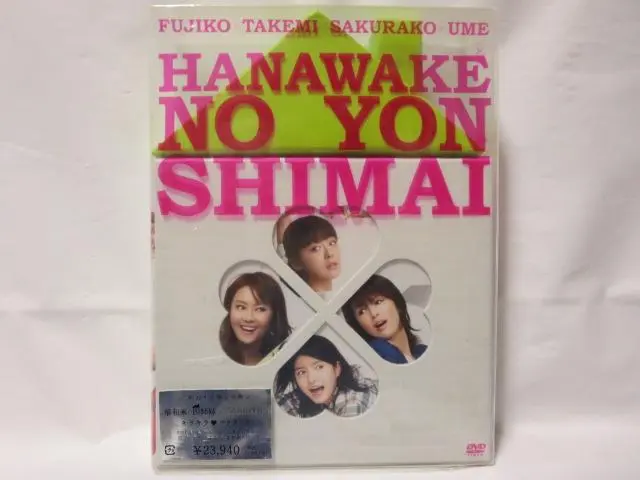 FUJIKO TAKEMI SAKURAKO UME
HANAWAKE
NO YON
SHIMAI
¥23,940
DVD